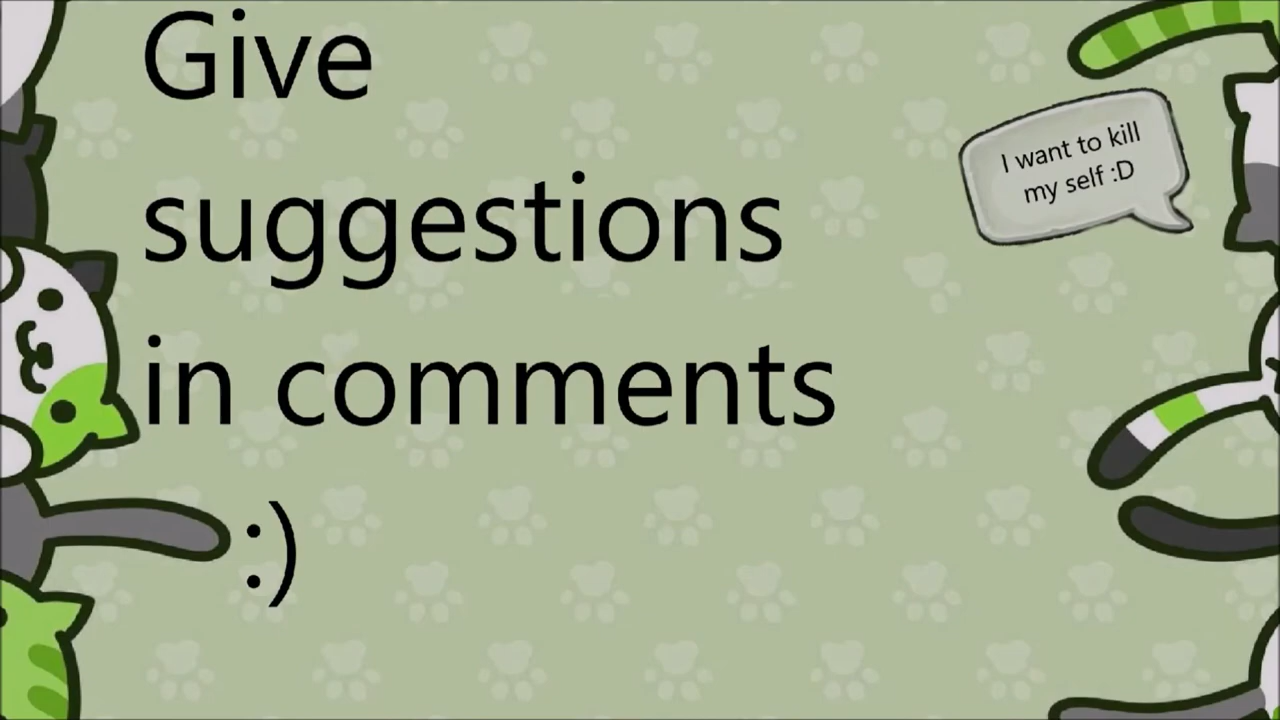 Give
suggestions
in comments
:)
I want to kill
my self :D